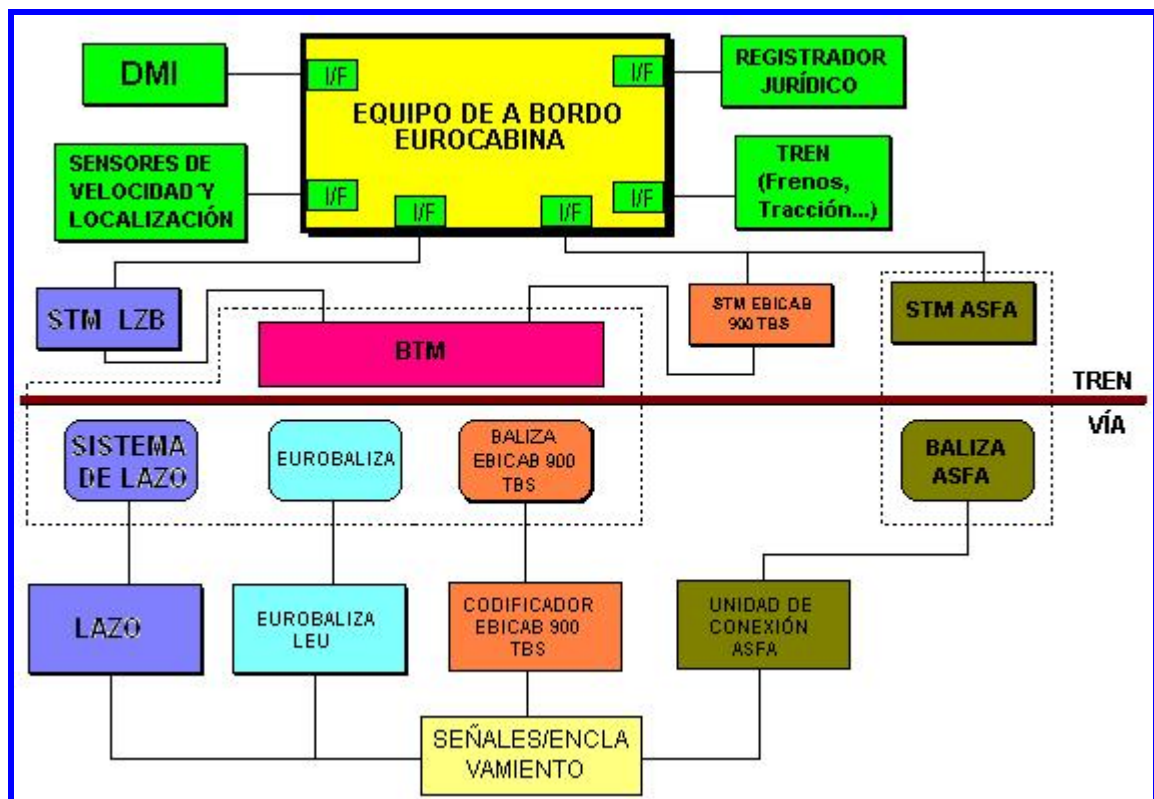 DMI
I/F
I/F
REGISTRADOR
JURÍDICO
EQUIPO DE A BORDO
EUROCABINA
SENSORES DE
VELOCIDAD´Y
LOCALIZACIÓN
I/F
I/F
I/F
I/F
TREN
(Frenos,
Tracción...)
STM LZB
BTM
STM EBICAB
900 TBS
STM ASFA
TREN
VÍA
SISTEMA
DE LAZO
EUROBALIZA
BALIZA
EBICAB 900
TBS
BALIZA
ASFA
LAZO
EUROBALIZA
LEU
CODIFICADOR
EBICAB 900
TBS
UNIDAD DE
CONEXIÓN
ASFA
SEÑALES/ENCLA
VAMIENTO